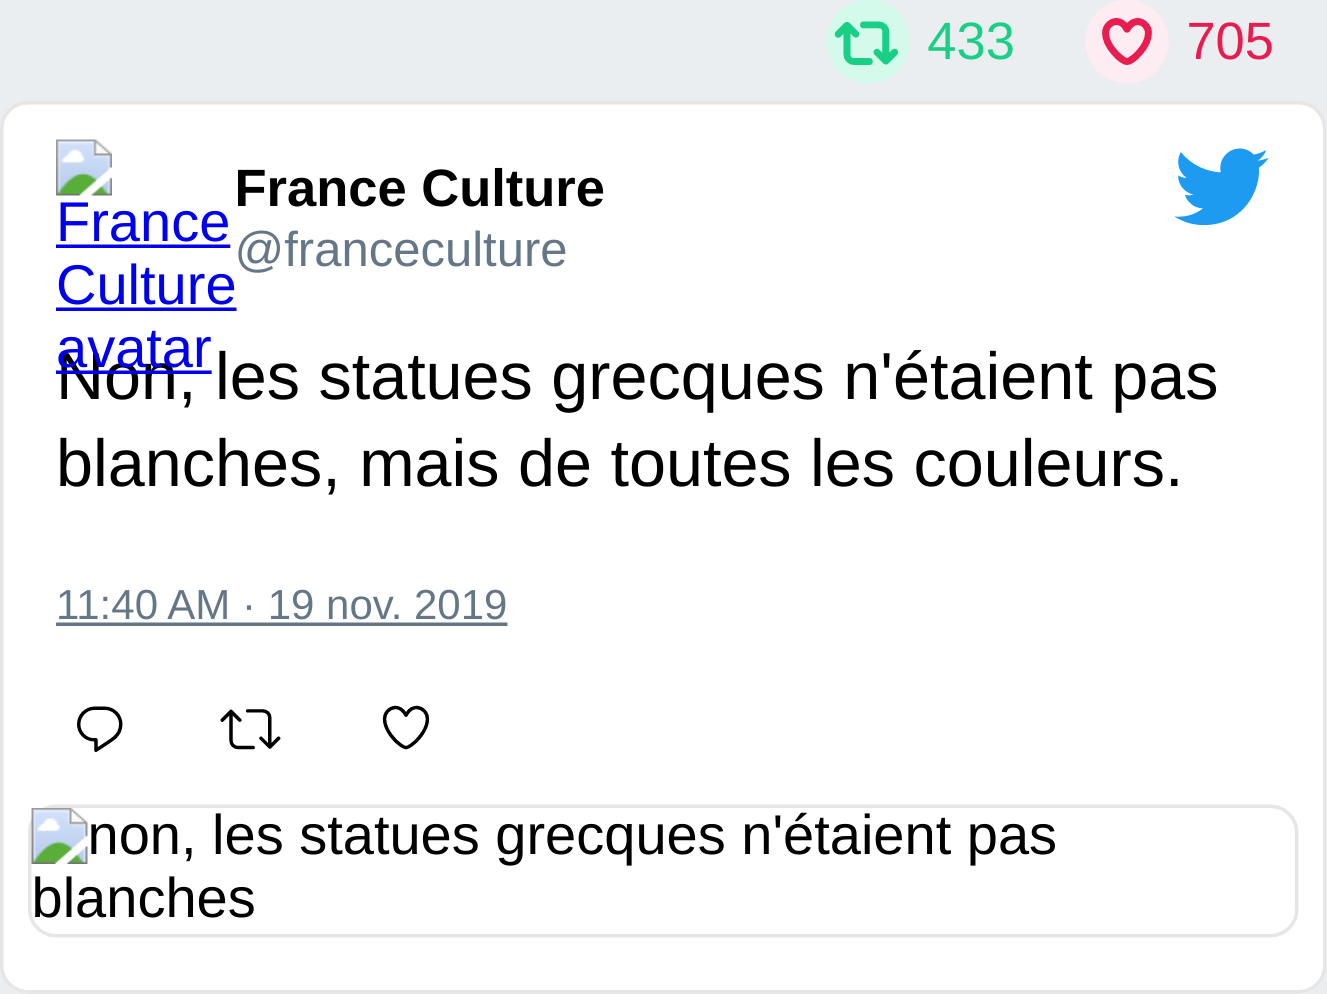 433 705
France Culture
@franceculture
France
Culture
avatar
Non, les statues grecques n'étaient pas
blanches, mais de toutes les couleurs.
11:40 AM · 19 nov. 2019
non, les statues grecques n'étaient pas
blanches